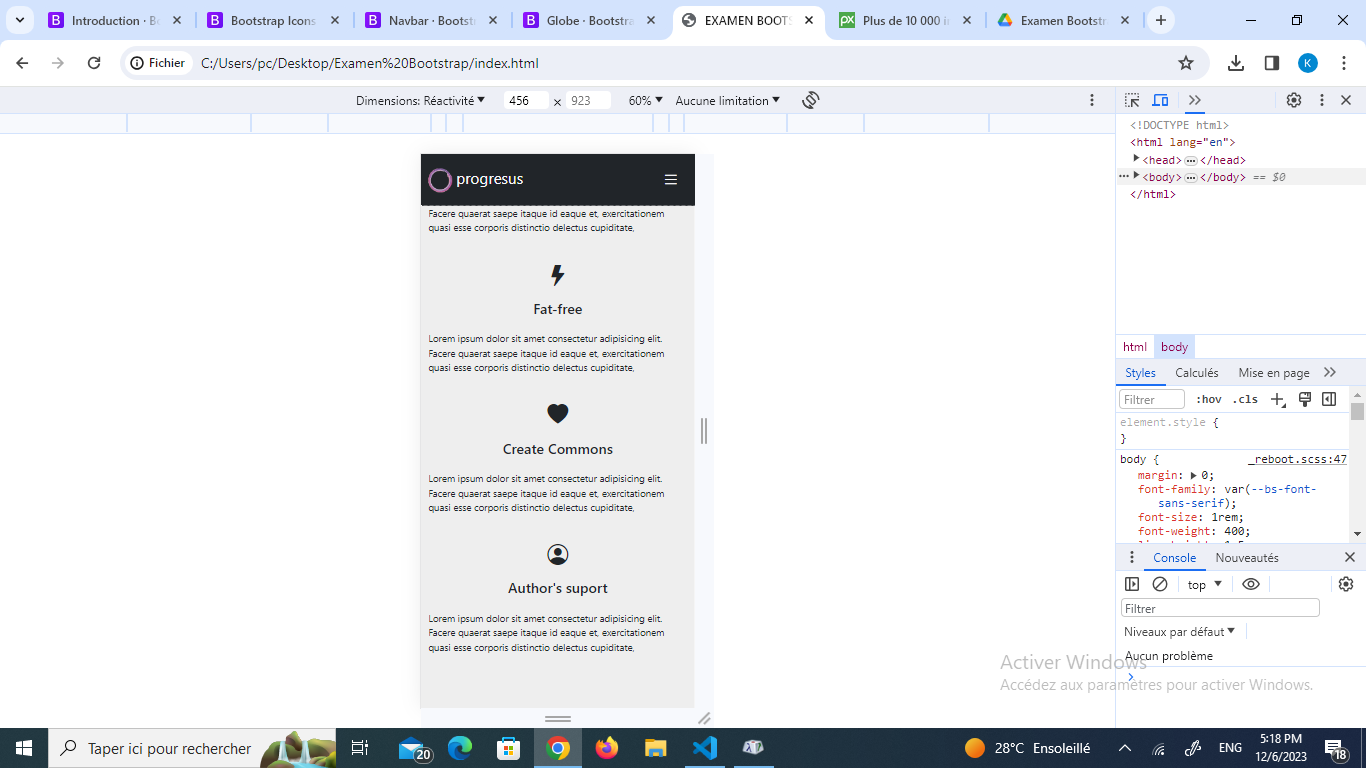 Introduction · Bo
Bootstrap Icons
Navbar · Bootstr
Globe · Bootstra
EXAMEN BOOTS
Plus de 10 000 i
Examen Bootstr
Fichier
C:/Users/pc/Desktop/Examen%20Bootstrap/index.html
K
Dimensions: Réactivité
456 × 923
60%
Aucune limitation
<!DOCTYPE html>
<html lang="en">
<head> ⋯ </head>
<body> ⋯ </body> == $0
</html>
progresus
Facere quaerat saepe itaque id eaque et, exercitationem
quasi esse corporis distinctio delectus cupiditate,
Fat-free
Lorem ipsum dolor sit amet consectetur adipisicing elit.
Facere quaerat saepe itaque id eaque et, exercitationem
quasi esse corporis distinctio delectus cupiditate,
Create Commons
Lorem ipsum dolor sit amet consectetur adipisicing elit.
Facere quaerat saepe itaque id eaque et, exercitationem
quasi esse corporis distinctio delectus cupiditate,
Author's suport
Lorem ipsum dolor sit amet consectetur adipisicing elit.
Facere quaerat saepe itaque id eaque et, exercitationem
quasi esse corporis distinctio delectus cupiditate,
html body
Styles Calculés Mise en page
Filtrer :hov .cls
element.style {
}
body { _reboot.scss:47
margin: 0;
font-family: var(--bs-font-
sans-serif);
font-size: 1rem;
font-weight: 400;
Console Nouveautés
top
Filtrer
Niveaux par défaut
Aucun problème
Activer Windows
Accédez aux paramètres pour activer Windows.
Taper ici pour rechercher
20
28°C Ensoleillé
ENG
5:18 PM
12/6/2023
18